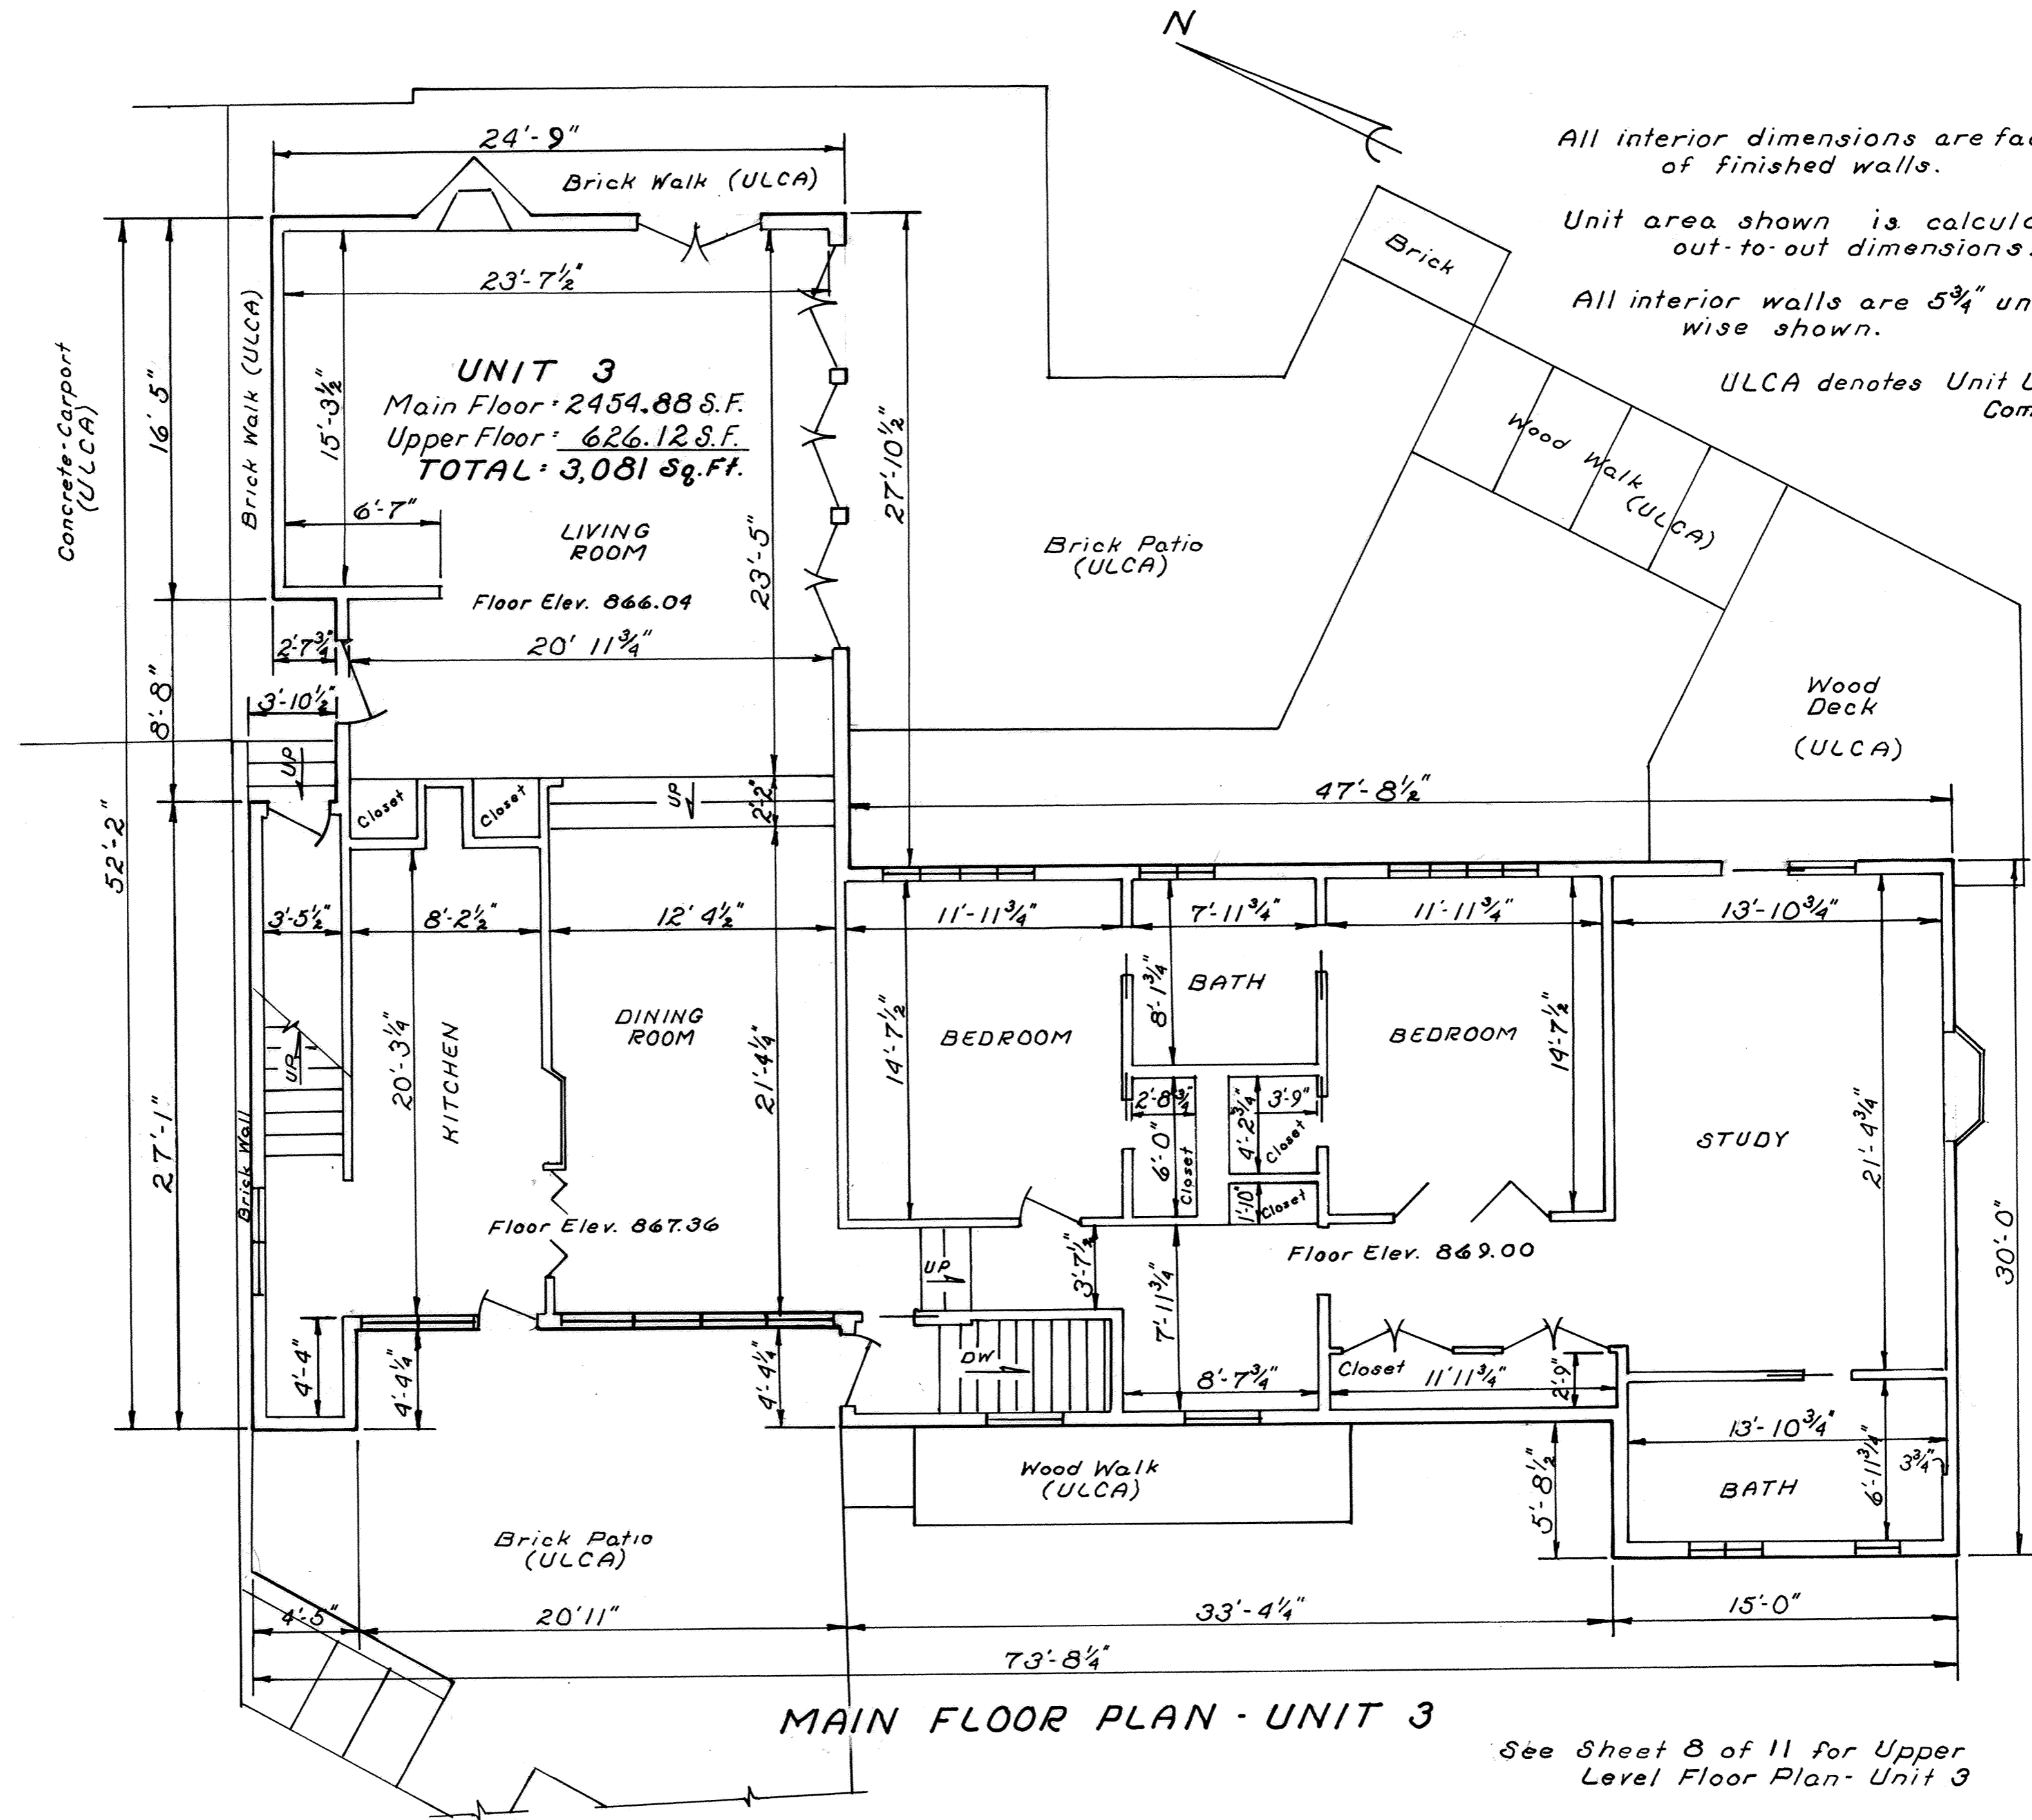 N
All interior dimensions are fac
of finished walls.
Unit area shown is calcula
out-to-out dimensions.
All interior walls are 5¾" un
wise shown.
ULCA denotes Unit U
Com
24'-9"
Brick Walk (ULCA)
23'-7½"
Brick
Concrete-Carport
(ULCA)
Brick Walk (ULCA)
16' 5"
15'-3½"
UNIT 3
Main Floor: 2454.88 S.F.
Upper Floor: 626.12 S.F.
TOTAL: 3,081 Sq.Ft.
27'-10½"
Wood Walk
(ULCA)
6'-7"
LIVING
ROOM
23'-5"
Brick Patio
(ULCA)
Floor Elev. 866.04
2'-7¾"
20' 11¾"
8'-8"
3'-10½"
Wood
Deck
(ULCA)
UP
Closet
Closet
UP
2'-2"
47'-8½"
52'-2"
3'-5½"
8'-2½"
12' 4½"
11'-11¾"
7'-11¾"
11'-11¾"
13'-10¾"
8'-1¾"
BATH
DINING
ROOM
BEDROOM
BEDROOM
14'-7½"
14'-7½"
UP
20'-3¼"
KITCHEN
21'-4¼"
2'-8¾"
3'-9"
4'-2¾"
6'-0"
Closet
Closet
STUDY
21'-4¾"
27'-1"
Brick Wall
1'-10"
Closet
Floor Elev. 867.36
Floor Elev. 869.00
30'-0"
UP
3'-7½"
7'-11¾"
4'-4"
4'-4¼"
4'-4¼"
DW
8'-7¾"
Closet
11' 11¾"
2'-9"
13'-10¾"
6'-11¾"
3¾"
Wood Walk
(ULCA)
5'-8½"
BATH
Brick Patio
(ULCA)
4'-5"
20' 11"
33'-4¼"
15'-0"
73'-8¼"
MAIN FLOOR PLAN - UNIT 3
See Sheet 8 of 11 for Upper
Level Floor Plan- Unit 3